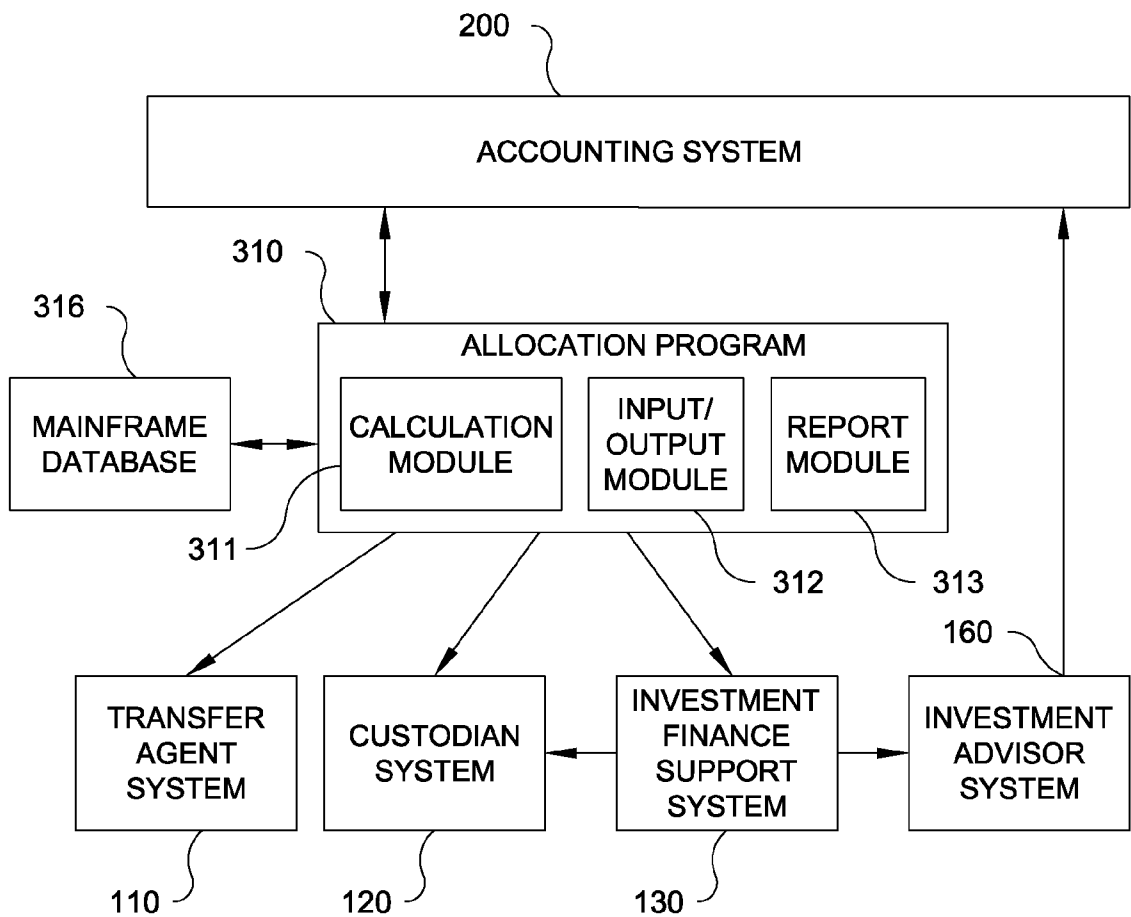 200
ACCOUNTING SYSTEM
310
316
ALLOCATION PROGRAM
MAINFRAME
DATABASE
CALCULATION
MODULE
INPUT/
OUTPUT
MODULE
REPORT
MODULE
311
312
313
160
TRANSFER
AGENT
SYSTEM
CUSTODIAN
SYSTEM
INVESTMENT
FINANCE
SUPPORT
SYSTEM
INVESTMENT
ADVISOR
SYSTEM
110
120
130